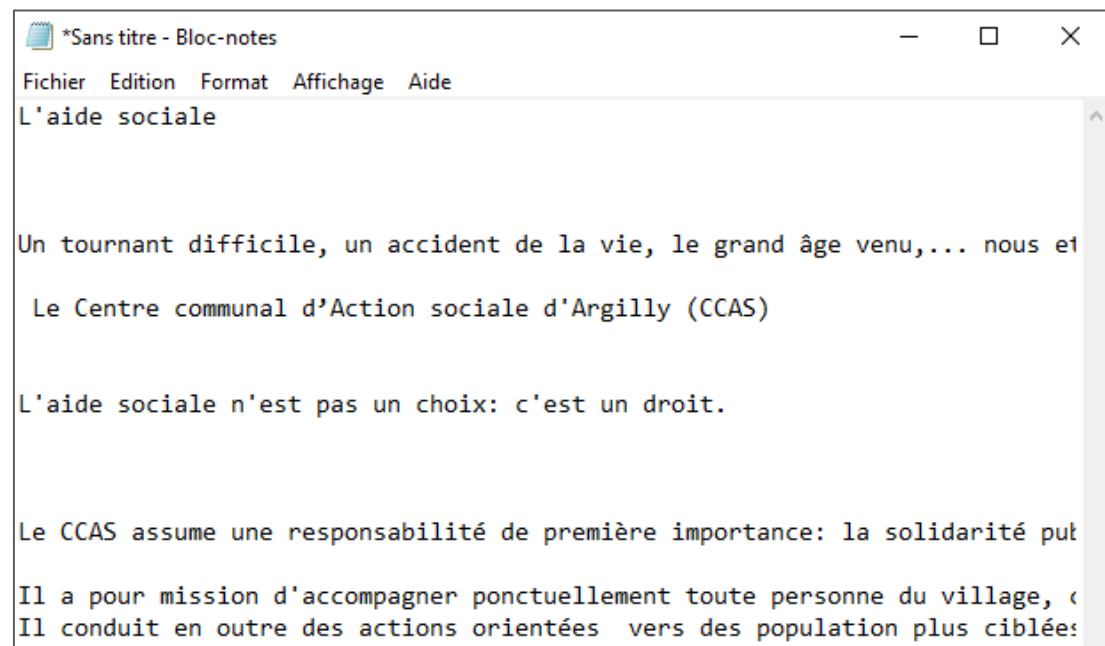 *Sans titre - Bloc-notes
Fichier Edition Format Affichage Aide
L'aide sociale
Un tournant difficile, un accident de la vie, le grand âge venu,... nous
Le Centre communal d’Action sociale d'Argilly (CCAS)
L'aide sociale n'est pas un choix: c'est un droit.
Le CCAS assume une responsabilité de première importance: la solidarité
Il a pour mission d'accompagner ponctuellement toute personne du village,
Il conduit en outre des actions orientées  vers des population plus ciblées